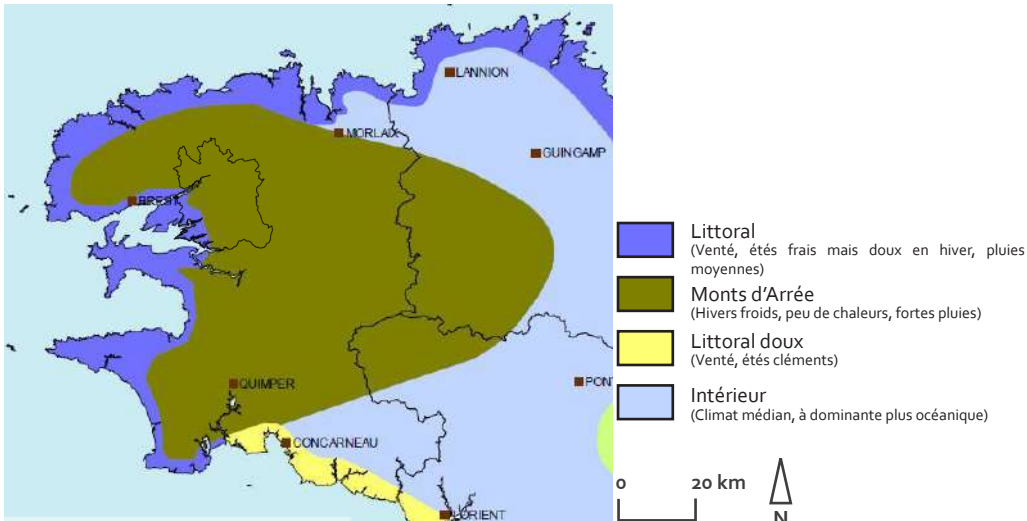 LANNION
MORLAIX
GUINGAMP
BREST
QUIMPER
PONT
CONCARNEAU
LORIENT
Littoral
(Venté, étés frais mais doux en hiver, pluies
moyennes)
Monts d'Arrée
(Hivers froids, peu de chaleurs, fortes pluies)
Littoral doux
(Venté, étés cléments)
Intérieur
(Climat médian, à dominante plus océanique)
0 20 km
N